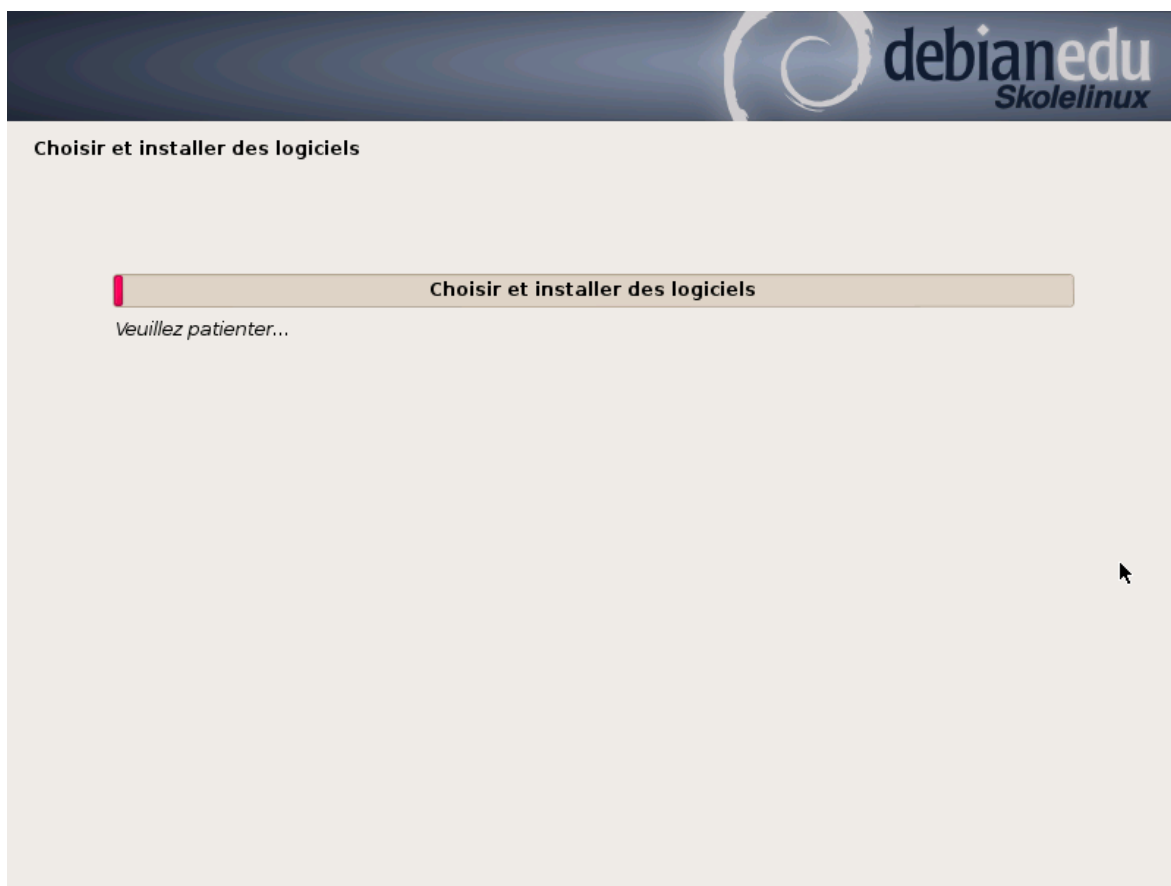 debianedu
Skolelinux
Choisir et installer des logiciels
Choisir et installer des logiciels
Veuillez patienter...